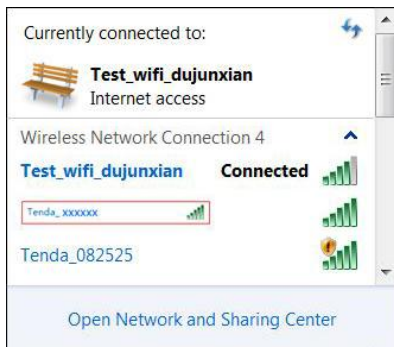 Currently connected to:
Test_wifi_dujunxian
Internet access
Wireless Network Connection 4
Test_wifi_dujunxian Connected
Tenda_ xxxxxx
Tenda_082525
Open Network and Sharing Center